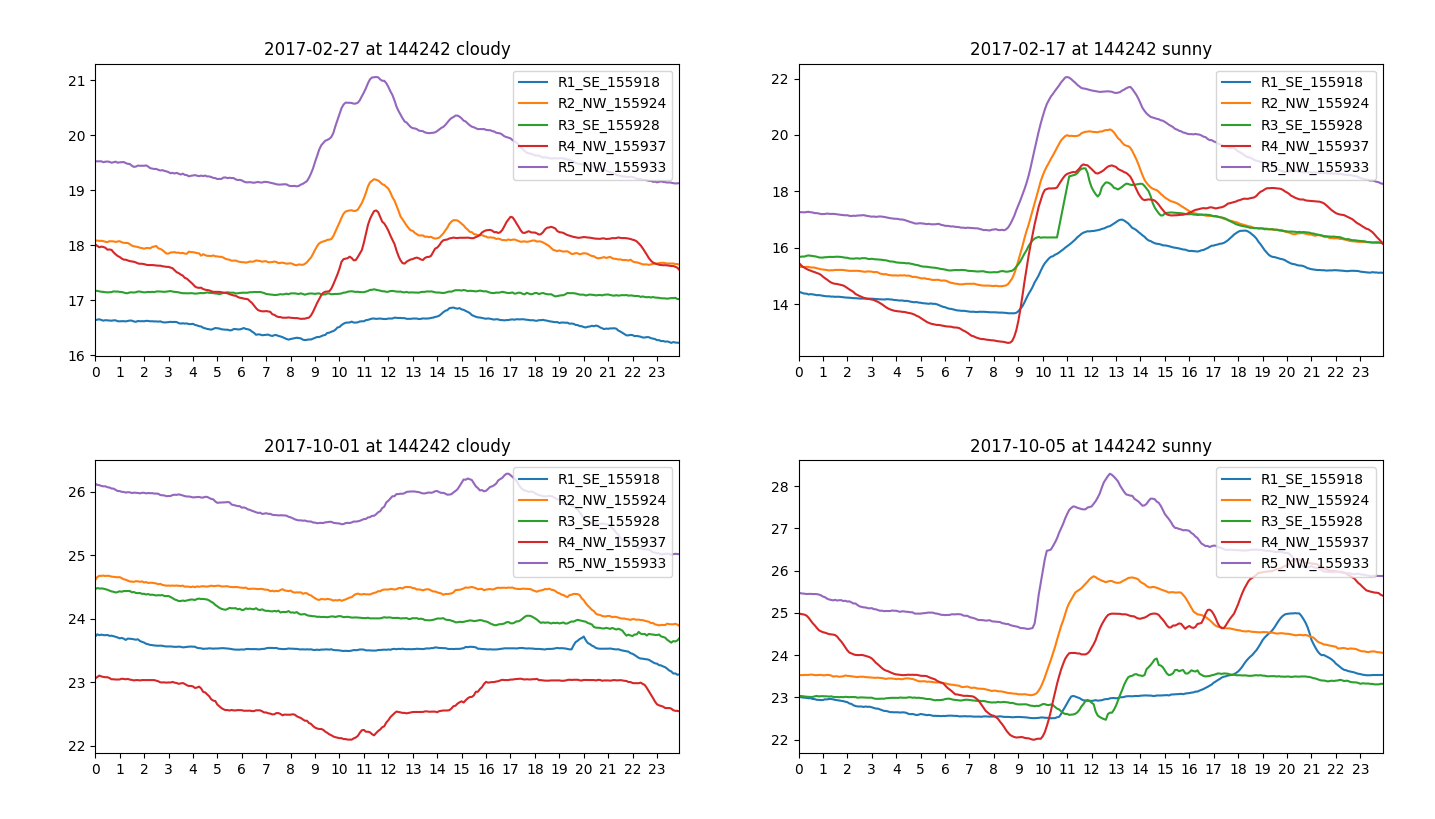 2017-02-27 at 144242 cloudy
21
20
19
18
17
16
0 1 2 3 4 5 6 7 8 9 10 11 12 13 14 15 16 17 18 19 20 21 22 23
R1_SE_155918
R2_NW_155924
R3_SE_155928
R4_NW_155937
R5_NW_155933
2017-02-17 at 144242 sunny
22
20
18
16
14
0 1 2 3 4 5 6 7 8 9 10 11 12 13 14 15 16 17 18 19 20 21 22 23
R1_SE_155918
R2_NW_155924
R3_SE_155928
R4_NW_155937
R5_NW_155933
2017-10-01 at 144242 cloudy
26
25
24
23
22
0 1 2 3 4 5 6 7 8 9 10 11 12 13 14 15 16 17 18 19 20 21 22 23
R1_SE_155918
R2_NW_155924
R3_SE_155928
R4_NW_155937
R5_NW_155933
2017-10-05 at 144242 sunny
28
27
26
25
24
23
22
0 1 2 3 4 5 6 7 8 9 10 11 12 13 14 15 16 17 18 19 20 21 22 23
R1_SE_155918
R2_NW_155924
R3_SE_155928
R4_NW_155937
R5_NW_155933